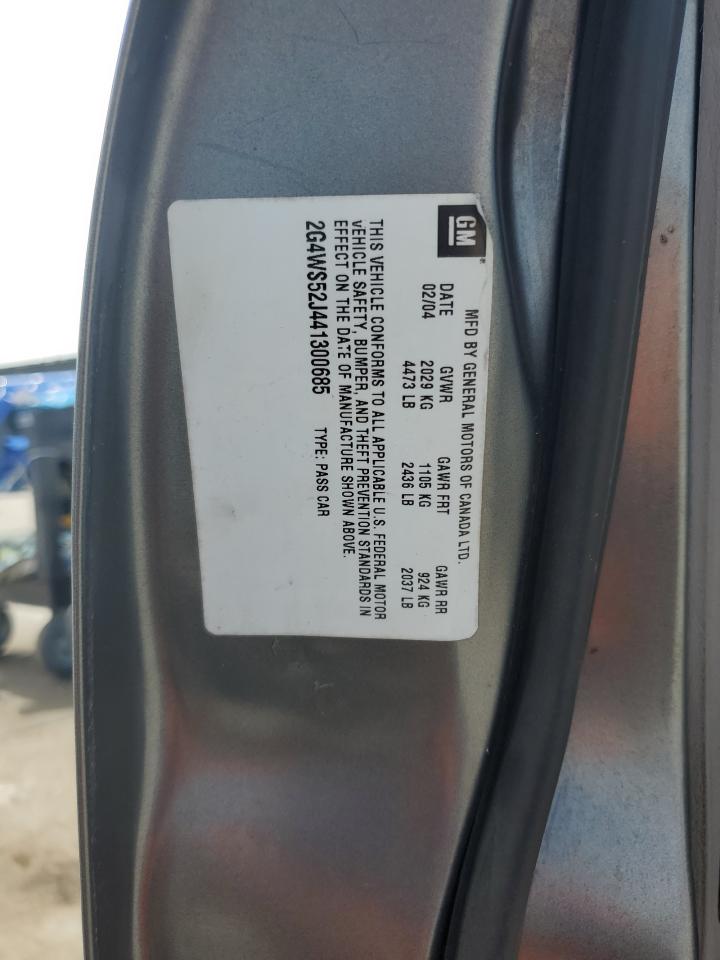 GM
MFD BY GENERAL MOTORS OF CANADA LTD.
DATE GVWR GAWR FRT GAWR RR
02/04 2029 KG 1105 KG 924 KG
4473 LB 2436 LB 2037 LB
THIS VEHICLE CONFORMS TO ALL APPLICABLE U.S. FEDERAL MOTOR
VEHICLE SAFETY, BUMPER, AND THEFT PREVENTION STANDARDS IN
EFFECT ON THE DATE OF MANUFACTURE SHOWN ABOVE.
2G4WS52J441300685 TYPE: PASS CAR